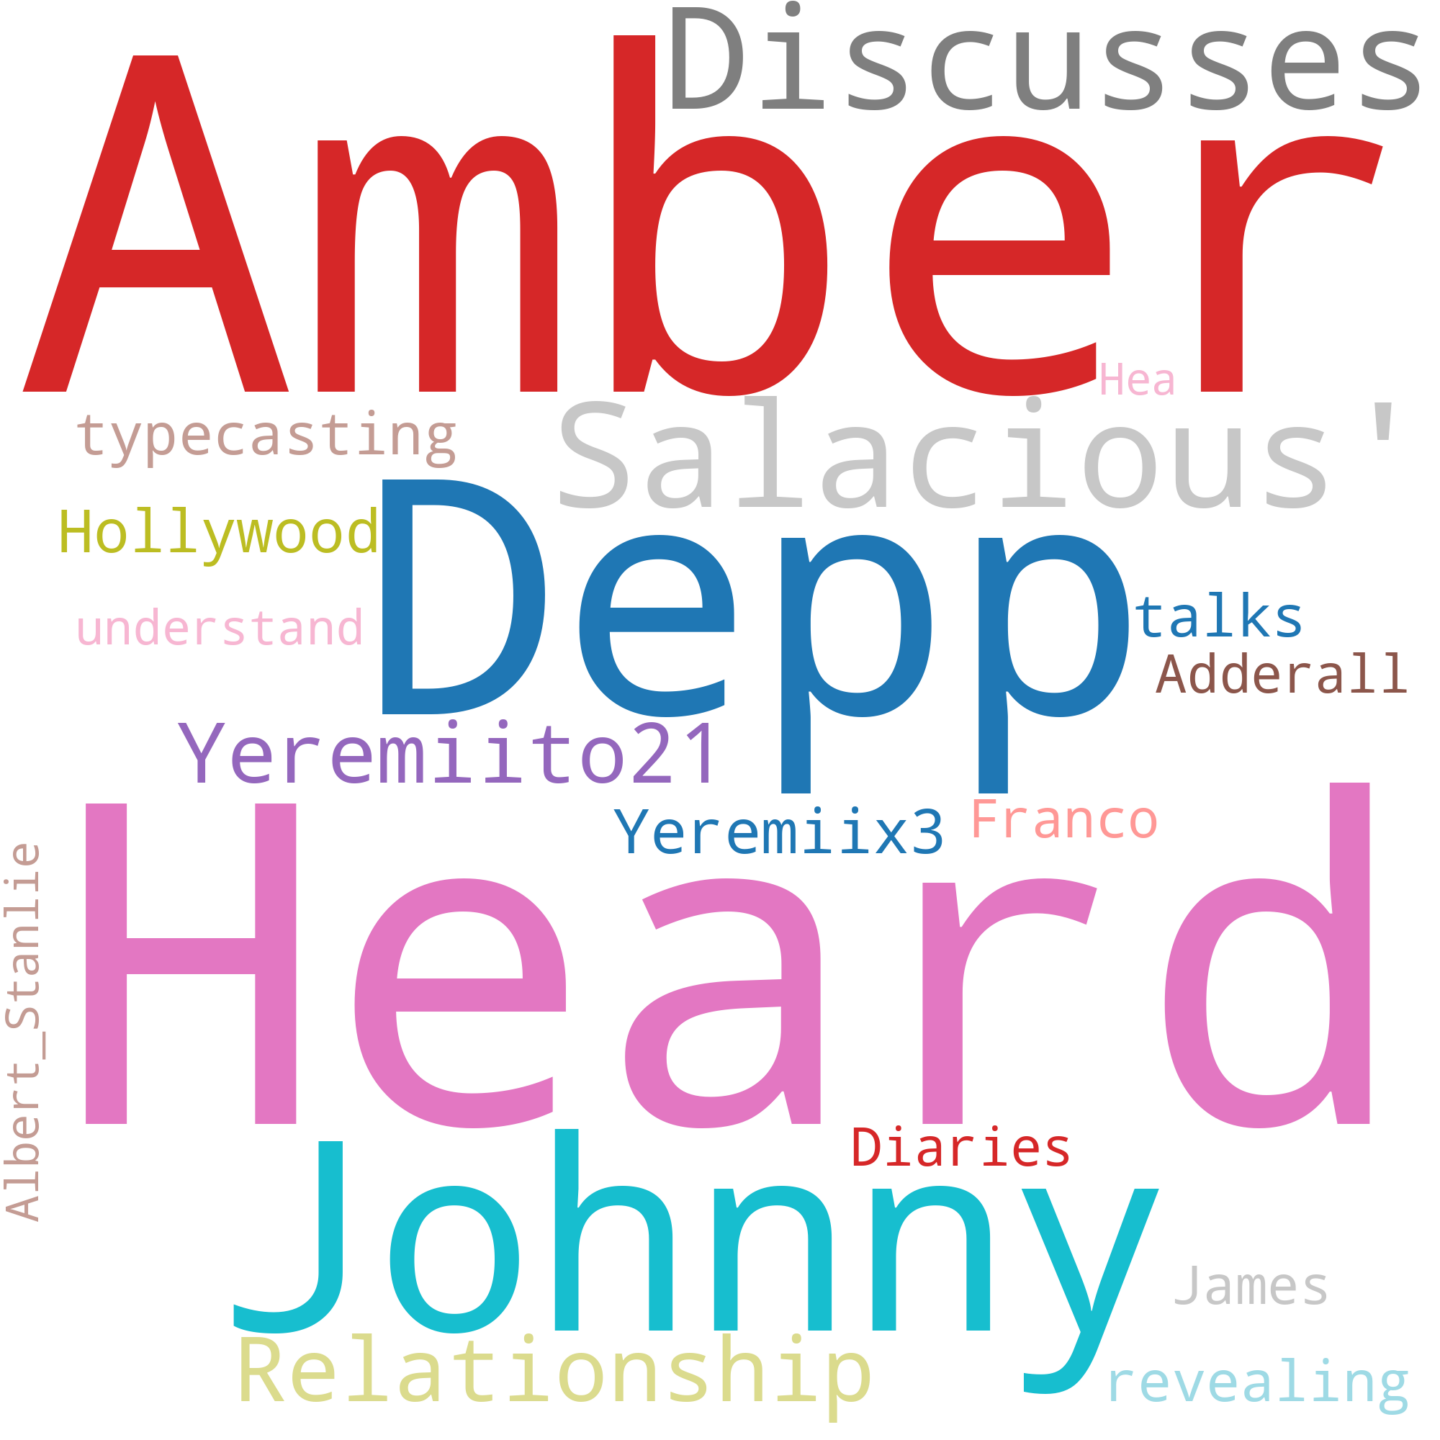 Discusses
Amber
Hea
Salacious'
typecasting
Depp
Hollywood
talks
understand
Adderall
Yeremiito21
Yeremiix3
Franco
Heard
Albert_Stanlie
Diaries
Johnny
James
Relationship
revealing